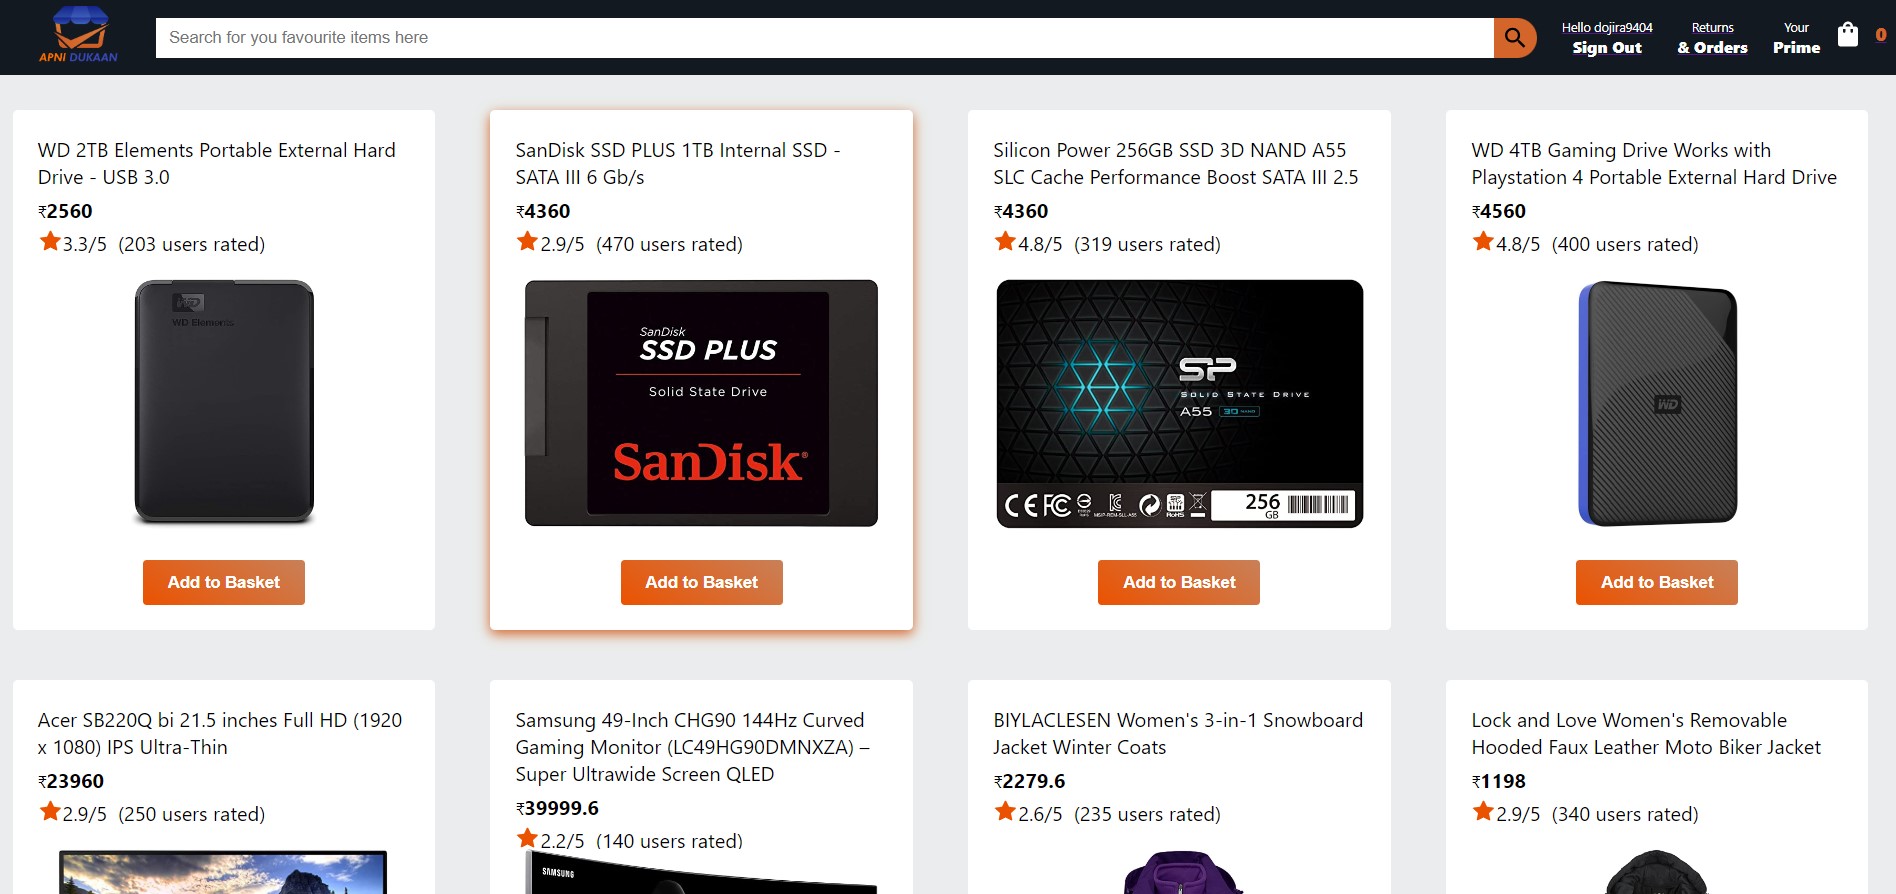 APNI DUKAAN
Search for you favourite items here
Hello dojira9404
Sign Out
Returns
& Orders
Your
Prime
0
WD 2TB Elements Portable External Hard
Drive - USB 3.0
₹2560
3.3/5 (203 users rated)
WD
WD Elements
Add to Basket
SanDisk SSD PLUS 1TB Internal SSD -
SATA III 6 Gb/s
₹4360
2.9/5 (470 users rated)
SanDisk
SSD PLUS
Solid State Drive
SanDisk®
Add to Basket
Silicon Power 256GB SSD 3D NAND A55
SLC Cache Performance Boost SATA III 2.5
₹4360
4.8/5 (319 users rated)
SP
SOLID STATE DRIVE
A55 3D NAND
CE FC
RoHS
256
GB
Add to Basket
WD 4TB Gaming Drive Works with
Playstation 4 Portable External Hard Drive
₹4560
4.8/5 (400 users rated)
WD
Add to Basket
Acer SB220Q bi 21.5 inches Full HD (1920
x 1080) IPS Ultra-Thin
₹23960
2.9/5 (250 users rated)
Samsung 49-Inch CHG90 144Hz Curved
Gaming Monitor (LC49HG90DMNXZA) –
Super Ultrawide Screen QLED
₹39999.6
2.2/5 (140 users rated)
SAMSUNG
BIYLACLESEN Women's 3-in-1 Snowboard
Jacket Winter Coats
₹2279.6
2.6/5 (235 users rated)
Lock and Love Women's Removable
Hooded Faux Leather Moto Biker Jacket
₹1198
2.9/5 (340 users rated)